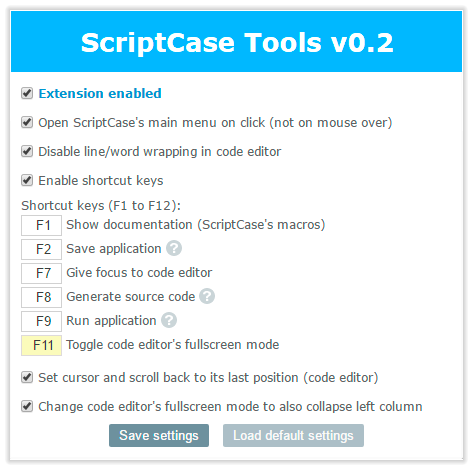 ScriptCase Tools v0.2
Extension enabled
Open ScriptCase's main menu on click (not on mouse over)
Disable line/word wrapping in code editor
Enable shortcut keys
Shortcut keys (F1 to F12):
F1 Show documentation (ScriptCase's macros)
F2 Save application ?
F7 Give focus to code editor
F8 Generate source code ?
F9 Run application ?
F11 Toggle code editor's fullscreen mode
Set cursor and scroll back to its last position (code editor)
Change code editor's fullscreen mode to also collapse left column
Save settings Load default settings